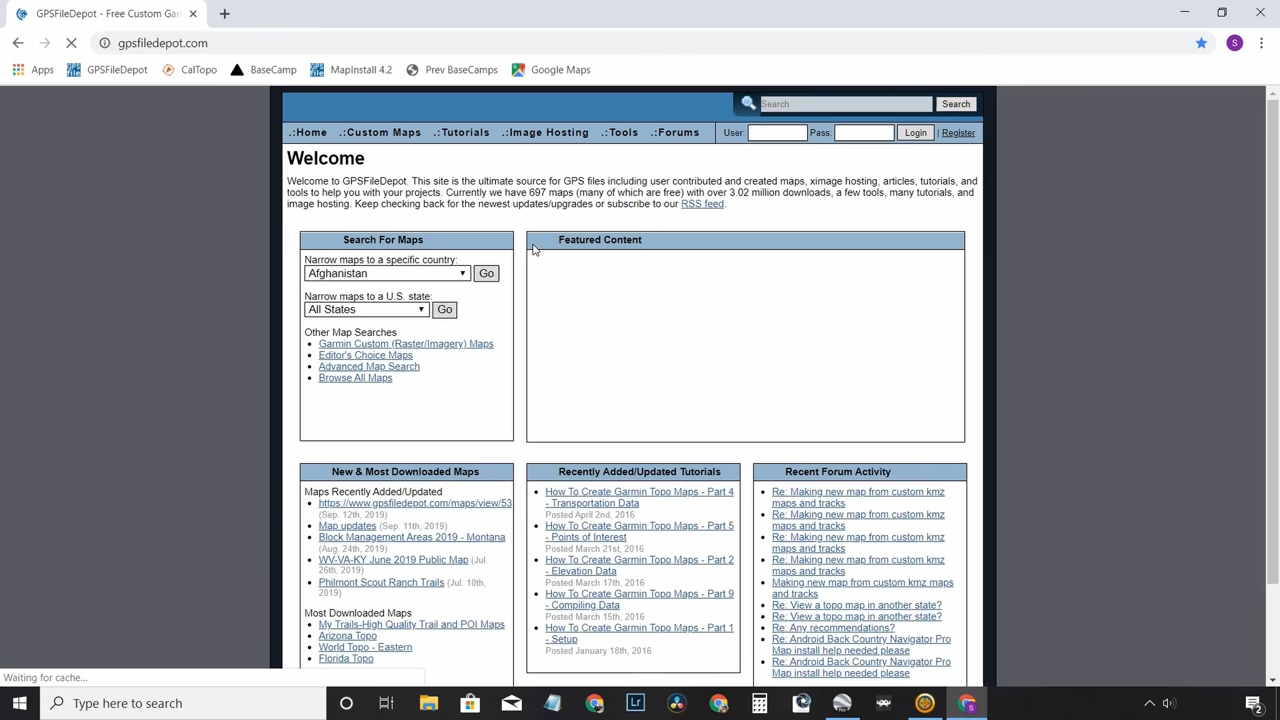 GPSFileDepot - Free Custom Gar
gpsfiledepot.com
S
Apps GPSFileDepot CalTopo BaseCamp MapInstall 4.2 Prev BaseCamps Google Maps
Search Search
.:Home .:Custom Maps .:Tutorials .:Image Hosting .:Tools .:Forums User: Pass: Login | Register
Welcome
Welcome to GPSFileDepot. This site is the ultimate source for GPS files including user contributed and created maps, ximage hosting, articles, tutorials, and
tools to help you with your projects. Currently we have 697 maps (many of which are free) with over 3.02 million downloads, a few tools, many tutorials, and
image hosting. Keep checking back for the newest updates/upgrades or subscribe to our RSS feed.
Search For Maps
Narrow maps to a specific country:
Afghanistan Go
Narrow maps to a U.S. state:
All States Go
Other Map Searches
Garmin Custom (Raster/Imagery) Maps
Editor's Choice Maps
Advanced Map Search
Browse All Maps
Featured Content
New & Most Downloaded Maps
Maps Recently Added/Updated
https://www.gpsfiledepot.com/maps/view/53
(Sep. 12th, 2019)
Map updates (Sep. 11th, 2019)
Block Management Areas 2019 - Montana
(Aug. 24th, 2019)
WV-VA-KY June 2019 Public Map (Jul.
26th, 2019)
Philmont Scout Ranch Trails (Jul. 10th,
2019)
Most Downloaded Maps
My Trails-High Quality Trail and POI Maps
Arizona Topo
World Topo - Eastern
Florida Topo
Recently Added/Updated Tutorials
How To Create Garmin Topo Maps - Part 4
- Transportation Data
Posted April 2nd, 2016
How To Create Garmin Topo Maps - Part 5
- Points of Interest
Posted March 21st, 2016
How To Create Garmin Topo Maps - Part 2
- Elevation Data
Posted March 17th, 2016
How To Create Garmin Topo Maps - Part 9
- Compiling Data
Posted March 15th, 2016
How To Create Garmin Topo Maps - Part 1
- Setup
Posted January 18th, 2016
Recent Forum Activity
Re: Making new map from custom kmz
maps and tracks
Re: Making new map from custom kmz
maps and tracks
Re: Making new map from custom kmz
maps and tracks
Re: Making new map from custom kmz
maps and tracks
Making new map from custom kmz maps
and tracks
Re: View a topo map in another state?
Re: View a topo map in another state?
Re: Any recommendations?
Re: Android Back Country Navigator Pro
Map install help needed please
Re: Android Back Country Navigator Pro
Map install help needed please
Waiting for cache...
Type here to search
Lr
2